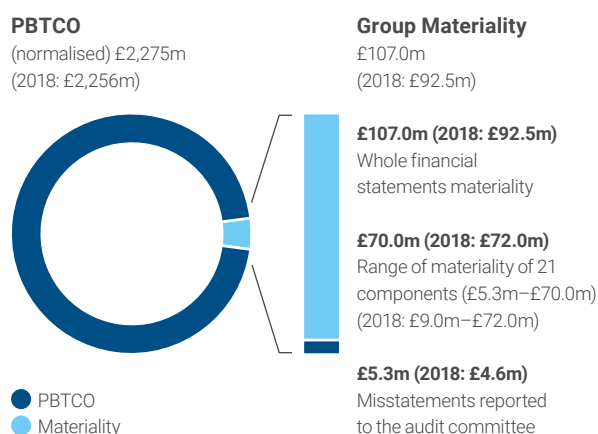 PBTCO
(normalised) £2,275m
(2018: £2,256m)
Group Materiality
£107.0m
(2018: £92.5m)
£107.0m (2018: £92.5m)
Whole financial
statements materiality
£70.0m (2018: £72.0m)
Range of materiality of 21
components (£5.3m–£70.0m)
(2018: £9.0m–£72.0m)
£5.3m (2018: £4.6m)
Misstatements reported
to the audit committee
PBTCO
Materiality